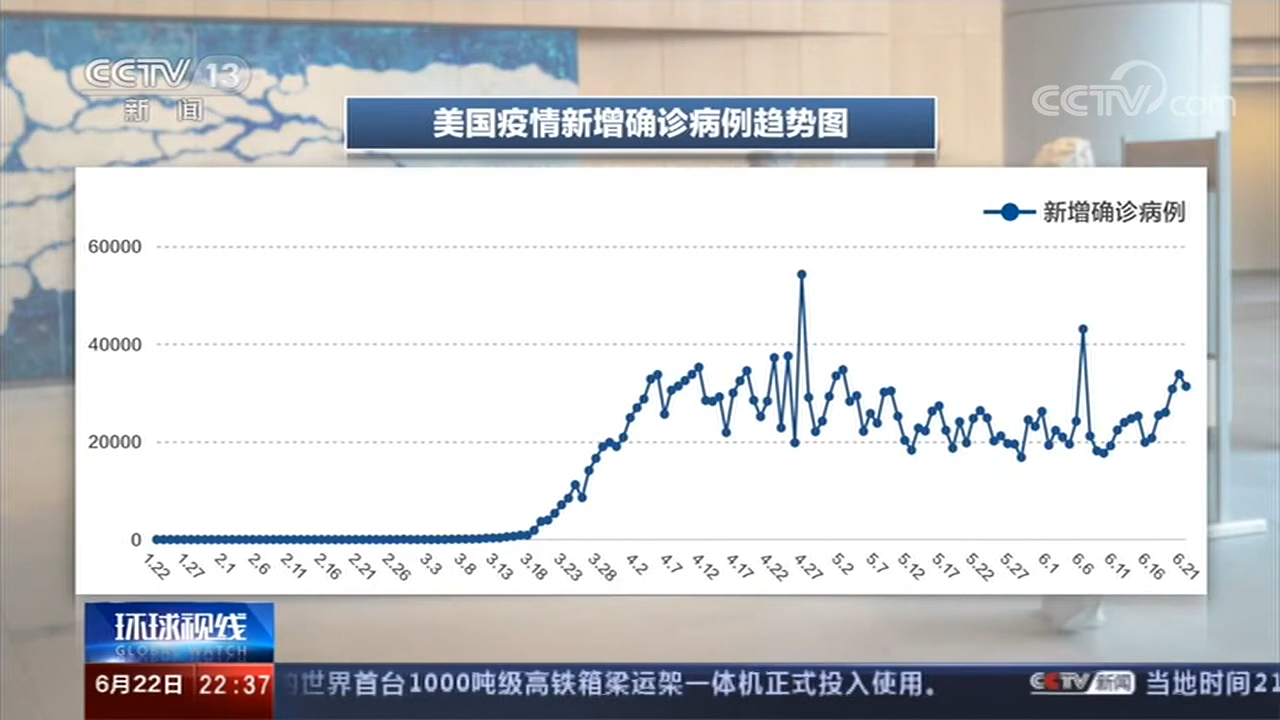 CCTV 13
新闻
CCTV.com
美国疫情新增确诊病例趋势图
新增确诊病例
60000
40000
20000
0
1.22 1.27 2.1 2.6 2.11 2.16 2.21 2.26 3.3 3.8 3.13 3.18 3.23 3.28 4.2 4.7 4.12 4.17 4.22 4.27 5.2 5.7 5.12 5.17 5.22 5.27 6.1 6.6 6.11 6.16 6.21
环球视线
GLOBAL WATCH
6月22日 22:37 世界首台1000吨级高铁箱梁运架一体机正式投入使用。 CCTV新闻 当地时间21